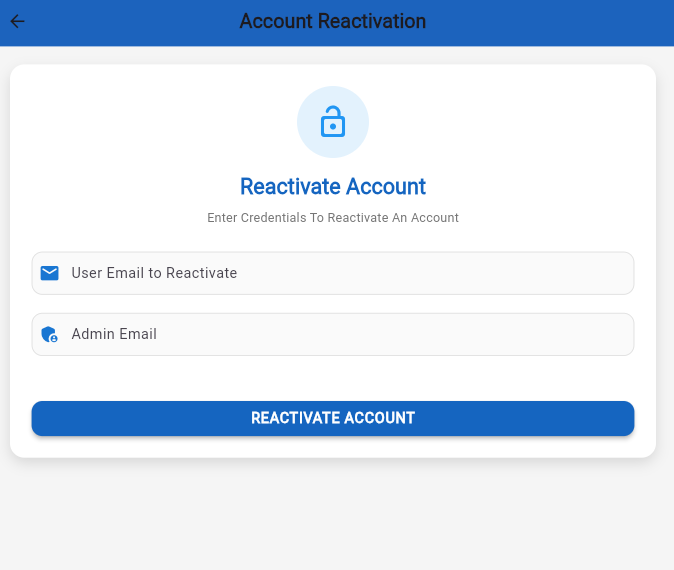 Account Reactivation
Reactivate Account
Enter Credentials To Reactivate An Account
User Email to Reactivate
Admin Email
REACTIVATE ACCOUNT